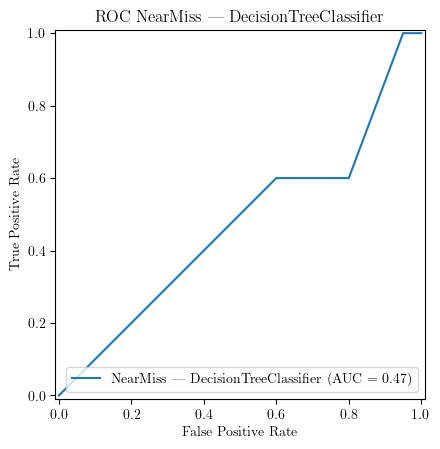 ROC NearMiss — DecisionTreeClassifier
1.0
0.8
0.6
0.4
0.2
0.0
True Positive Rate
NearMiss — DecisionTreeClassifier (AUC = 0.47)
0.0 0.2 0.4 0.6 0.8 1.0
False Positive Rate